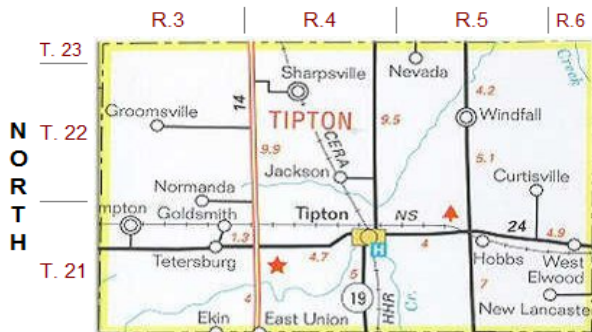 R.3 R.4 R.5 R.6
T. 23
Sharpsville
Nevada
Creek
4.2
14
Groomsville
TIPTON
9.5
Windfall
NORTH
T. 22
CERA
9.9
5.1
Jackson
Curtisville
Normanda
mpton
Goldsmith
Tipton
NS
24
4.9
1.3
4
Tetersburg
4.7
H
Hobbs
West
Elwood
T. 21
5
7
4
19
HHR
Cr.
New Lancaste
Ekin
East Union